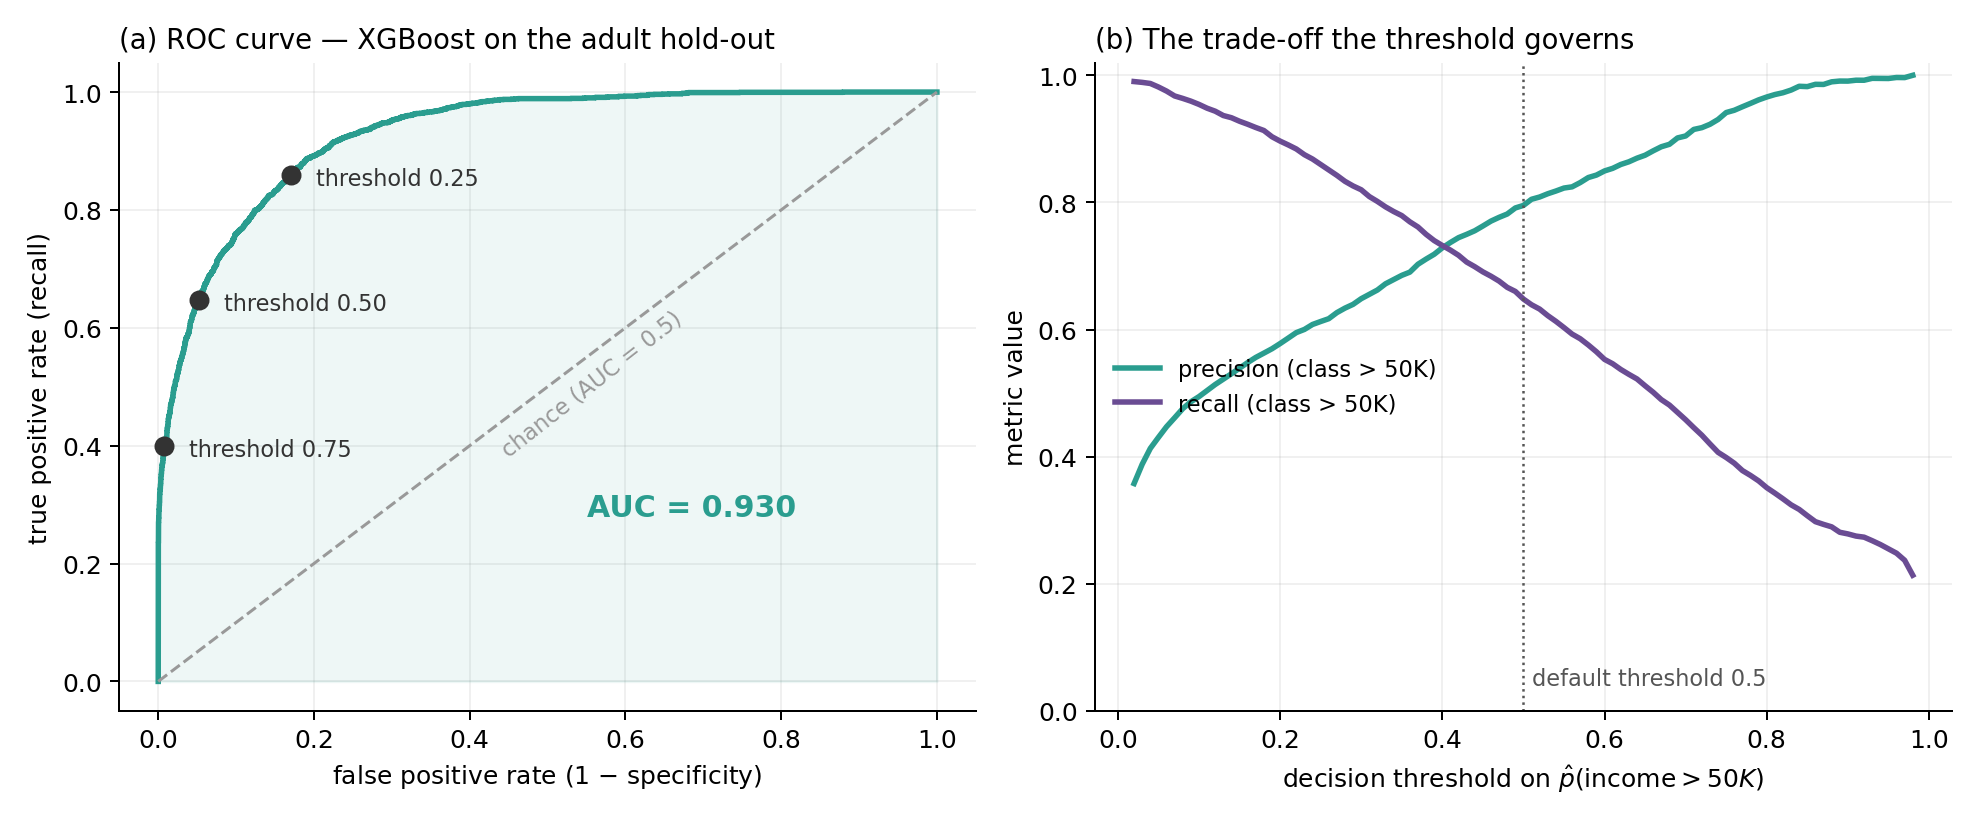 (a) ROC curve — XGBoost on the adult hold-out
true positive rate (recall)
1.0
0.8
0.6
0.4
0.2
0.0
threshold 0.25
threshold 0.50
threshold 0.75
chance (AUC = 0.5)
AUC = 0.930
0.0 0.2 0.4 0.6 0.8 1.0
false positive rate (1 − specificity)
(b) The trade-off the threshold governs
metric value
1.0
0.8
0.6
0.4
0.2
0.0
precision (class > 50K)
recall (class > 50K)
default threshold 0.5
0.0 0.2 0.4 0.6 0.8 1.0
decision threshold on p̂(income > 50K)